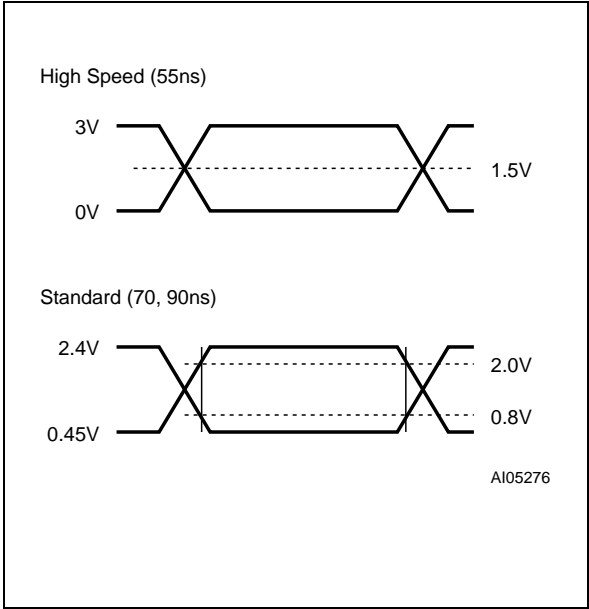 High Speed (55ns)
3V
1.5V
0V
Standard (70, 90ns)
2.4V
2.0V
0.8V
0.45V
AI05276